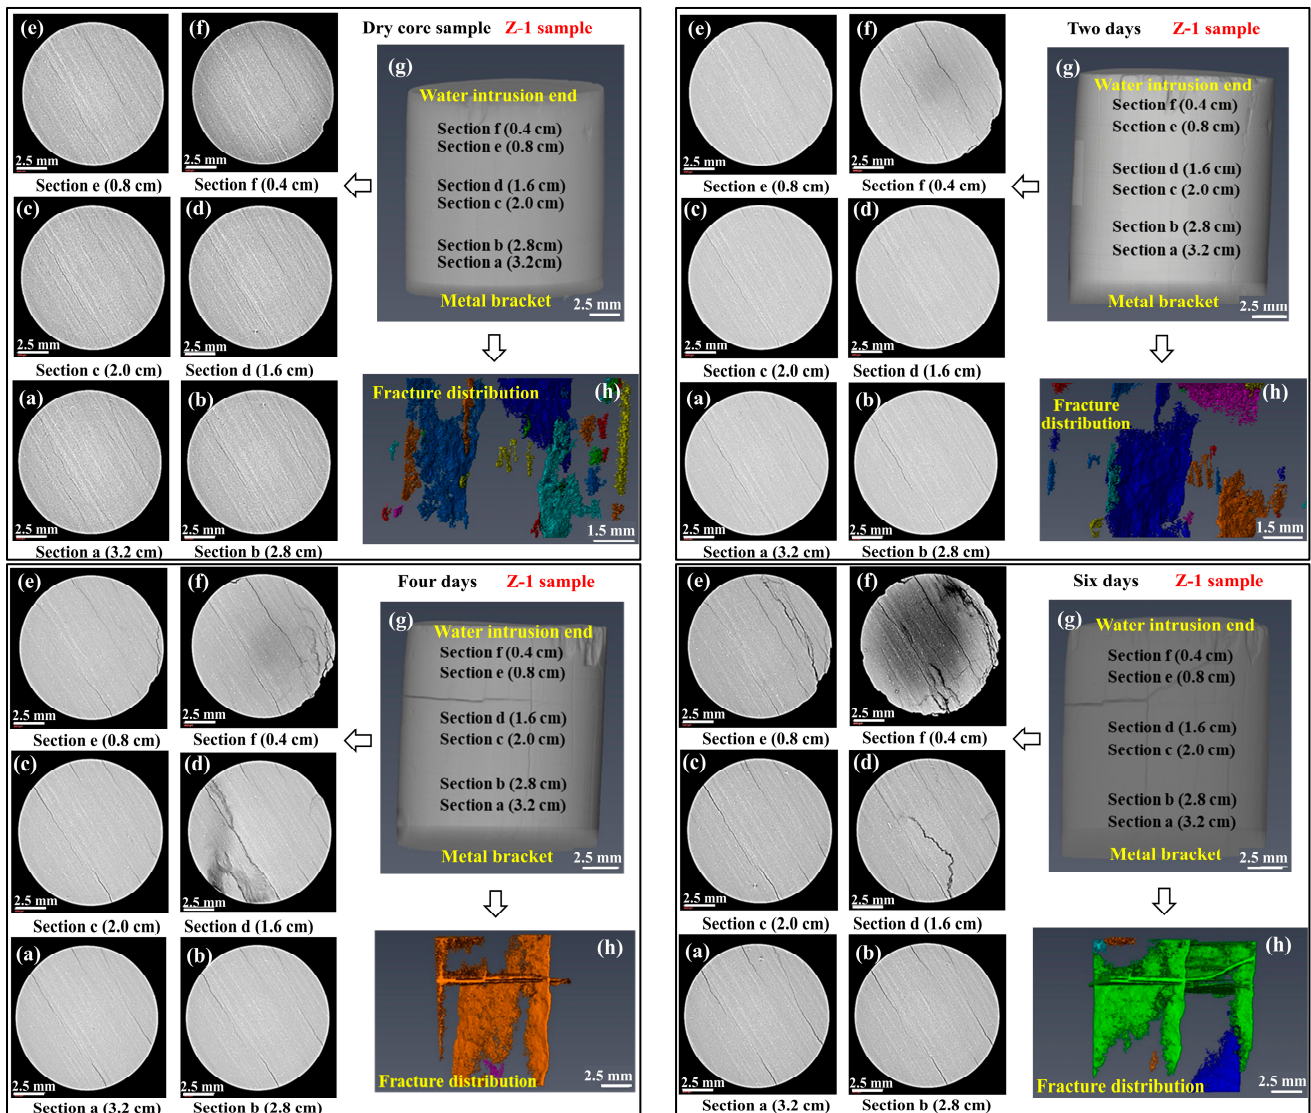 Dry core sample Z-1 sample
(e)
2.5 mm
Section e (0.8 cm)
(f)
2.5 mm
Section f (0.4 cm)
(g)
Water intrusion end
Section f (0.4 cm)
Section e (0.8 cm)
Section d (1.6 cm)
Section c (2.0 cm)
Section b (2.8cm)
Section a (3.2cm)
Metal bracket
2.5 mm
(c)
2.5 mm
Section c (2.0 cm)
(d)
2.5 mm
Section d (1.6 cm)
(a)
2.5 mm
Section a (3.2 cm)
(b)
2.5 mm
Section b (2.8 cm)
Fracture distribution
(h)
1.5 mm
Two days Z-1 sample
(e)
2.5 mm
Section e (0.8 cm)
(f)
2.5 mm
Section f (0.4 cm)
(g)
Water intrusion end
Section f (0.4 cm)
Section c (0.8 cm)
Section d (1.6 cm)
Section c (2.0 cm)
Section b (2.8 cm)
Section a (3.2 cm)
Metal bracket
2.5 mm
(c)
2.5 mm
Section c (2.0 cm)
(d)
2.5 mm
Section d (1.6 cm)
(a)
2.5 mm
Section a (3.2 cm)
(b)
2.5 mm
Section b (2.8 cm)
Fracture
distribution
(h)
1.5 mm
Four days Z-1 sample
(e)
2.5 mm
Section e (0.8 cm)
(f)
2.5 mm
Section f (0.4 cm)
(g)
Water intrusion end
Section f (0.4 cm)
Section e (0.8 cm)
Section d (1.6 cm)
Section c (2.0 cm)
Section b (2.8 cm)
Section a (3.2 cm)
Metal bracket
2.5 mm
(c)
2.5 mm
Section c (2.0 cm)
(d)
2.5 mm
Section d (1.6 cm)
(a)
2.5 mm
Section a (3.2 cm)
(b)
2.5 mm
Section b (2.8 cm)
(h)
Fracture distribution
2.5 mm
Six days Z-1 sample
(e)
2.5 mm
Section e (0.8 cm)
(f)
2.5 mm
Section f (0.4 cm)
(g)
Water intrusion end
Section f (0.4 cm)
Section e (0.8 cm)
Section d (1.6 cm)
Section c (2.0 cm)
Section b (2.8 cm)
Section a (3.2 cm)
Metal bracket
2.5 mm
(c)
2.5 mm
Section c (2.0 cm)
(d)
2.5 mm
Section d (1.6 cm)
(a)
2.5 mm
Section a (3.2 cm)
(b)
2.5 mm
Section b (2.8 cm)
(h)
Fracture distribution
2.5 mm